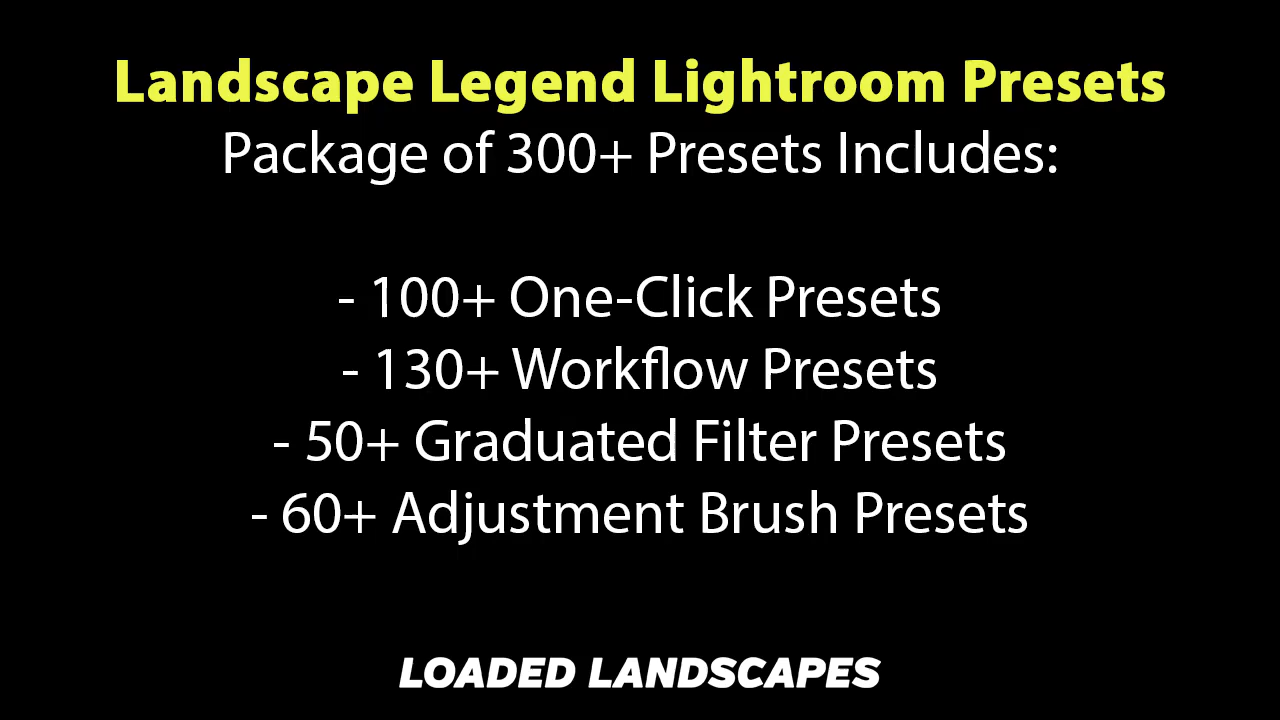 Landscape Legend Lightroom Presets
Package of 300+ Presets Includes:
- 100+ One-Click Presets
- 130+ Workflow Presets
- 50+ Graduated Filter Presets
- 60+ Adjustment Brush Presets
LOADED LANDSCAPES